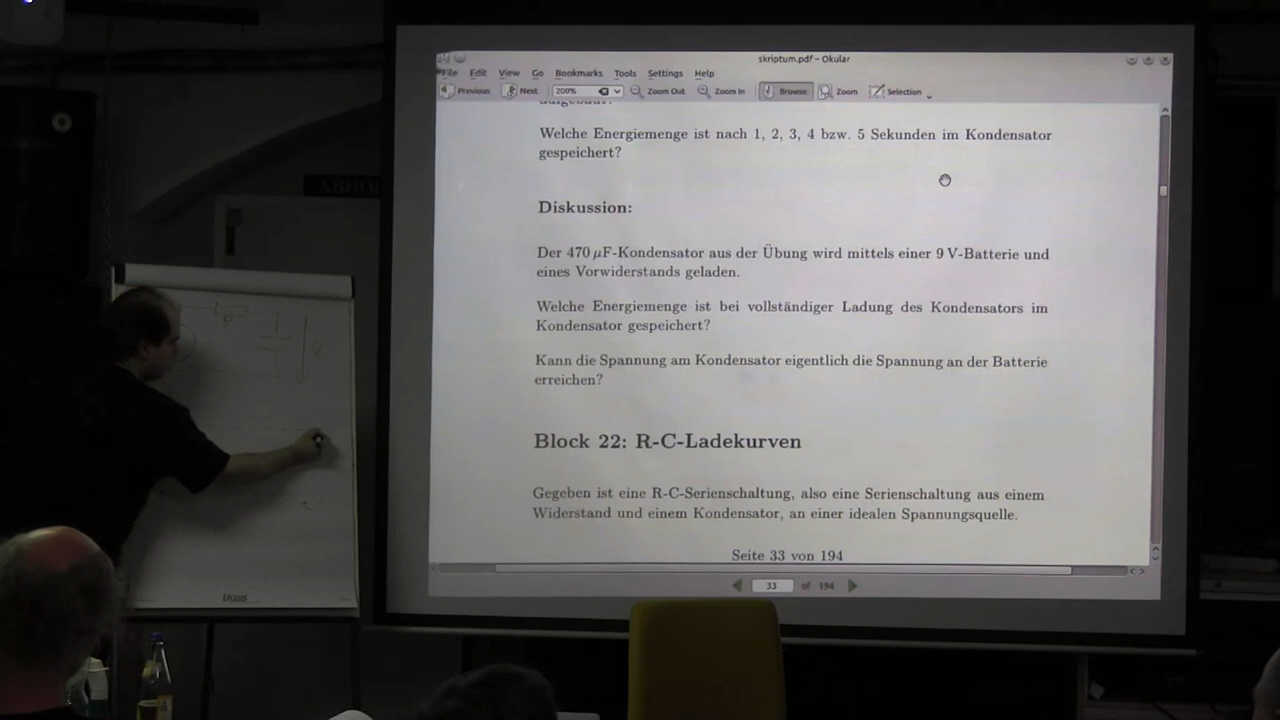 skriptum.pdf – Okular
File Edit View Go Bookmarks Tools Settings Help
Previous Next 200% Zoom Out Zoom In Browse Zoom Selection
Welche Energiemenge ist nach 1, 2, 3, 4 bzw. 5 Sekunden im Kondensator
gespeichert?
Diskussion:
Der 470 µF-Kondensator aus der Übung wird mittels einer 9 V-Batterie und
eines Vorwiderstands geladen.
Welche Energiemenge ist bei vollständiger Ladung des Kondensators im
Kondensator gespeichert?
Kann die Spannung am Kondensator eigentlich die Spannung an der Batterie
erreichen?
Block 22: R-C-Ladekurven
Gegeben ist eine R-C-Serienschaltung, also eine Serienschaltung aus einem
Widerstand und einem Kondensator, an einer idealen Spannungsquelle.
Seite 33 von 194
33 of 194
ABHO